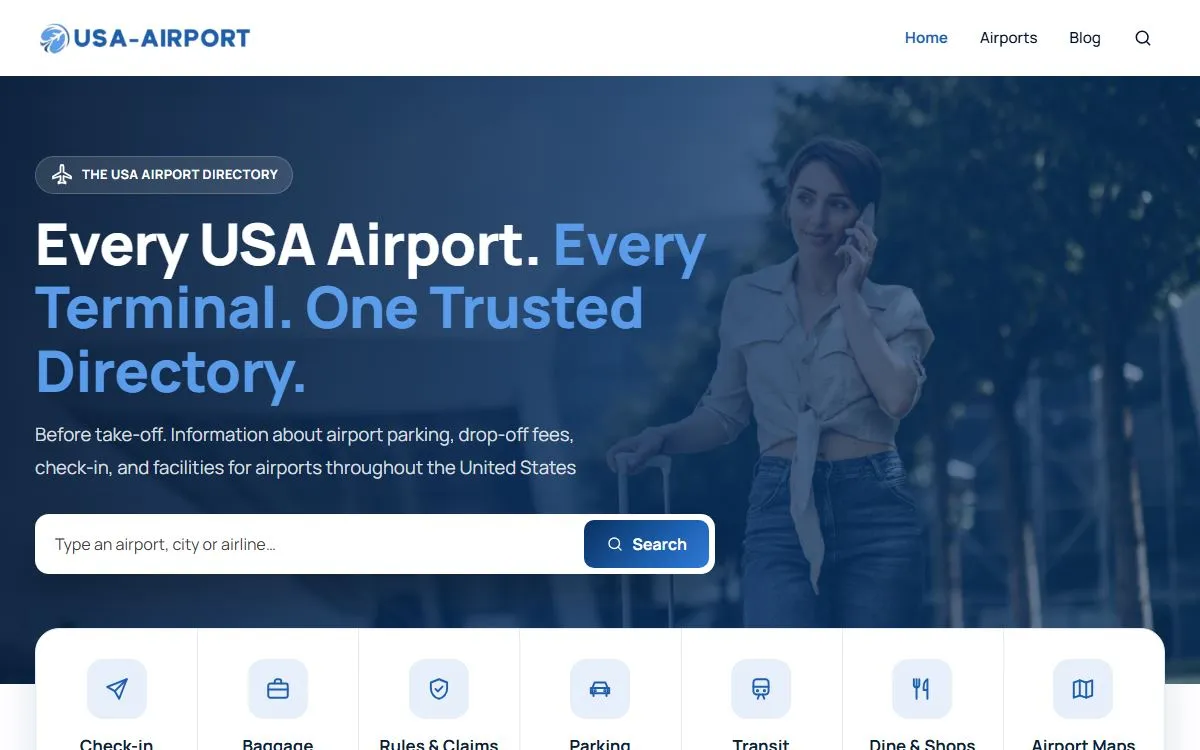 USA-AIRPORT
Home
Airports
Blog
THE USA AIRPORT DIRECTORY
Every USA Airport. Every
Terminal. One Trusted
Directory.
Before take-off. Information about airport parking, drop-off fees,
check-in, and facilities for airports throughout the United States
Type an airport, city or airline...
Search
Check-in
Baggage
Rules & Claims
Parking
Transit
Dine & Shops
Airport Maps